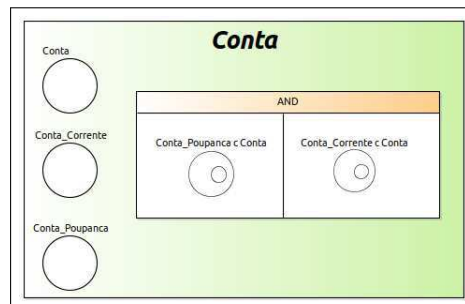 Conta
Conta
AND
Conta_Corrente
Conta_Poupanca c Conta
Conta_Corrente c Conta
Conta_Poupanca